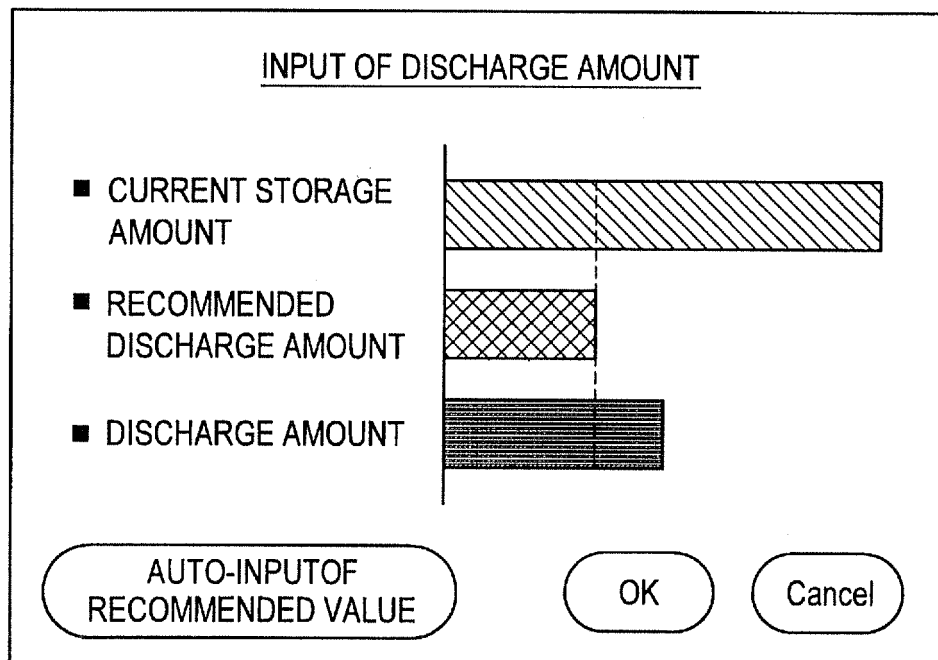 INPUT OF DISCHARGE AMOUNT
■ CURRENT STORAGE
AMOUNT
■ RECOMMENDED
DISCHARGE AMOUNT
■ DISCHARGE AMOUNT
AUTO-INPUTOF
RECOMMENDED VALUE
OK
Cancel